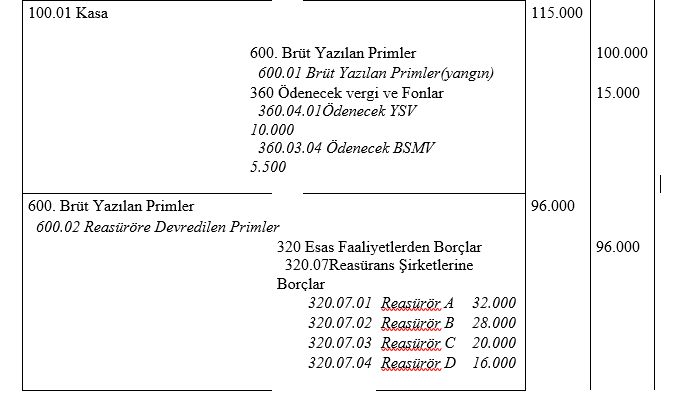 100.01 Kasa 115.000
600. Brüt Yazılan Primler 100.000
600.01 Brüt Yazılan Primler(yangın)
360 Ödenecek vergi ve Fonlar 15.000
360.04.01Ödenecek YSV
10.000
360.03.04 Ödenecek BSMV
5.500
600. Brüt Yazılan Primler 96.000
600.02 Reasüröre Devredilen Primler
320 Esas Faaliyetlerden Borçlar 96.000
320.07Reasürans Şirketlerine
Borçlar
320.07.01 Reasürör A 32.000
320.07.02 Reasürör B 28.000
320.07.03 Reasürör C 20.000
320.07.04 Reasürör D 16.000